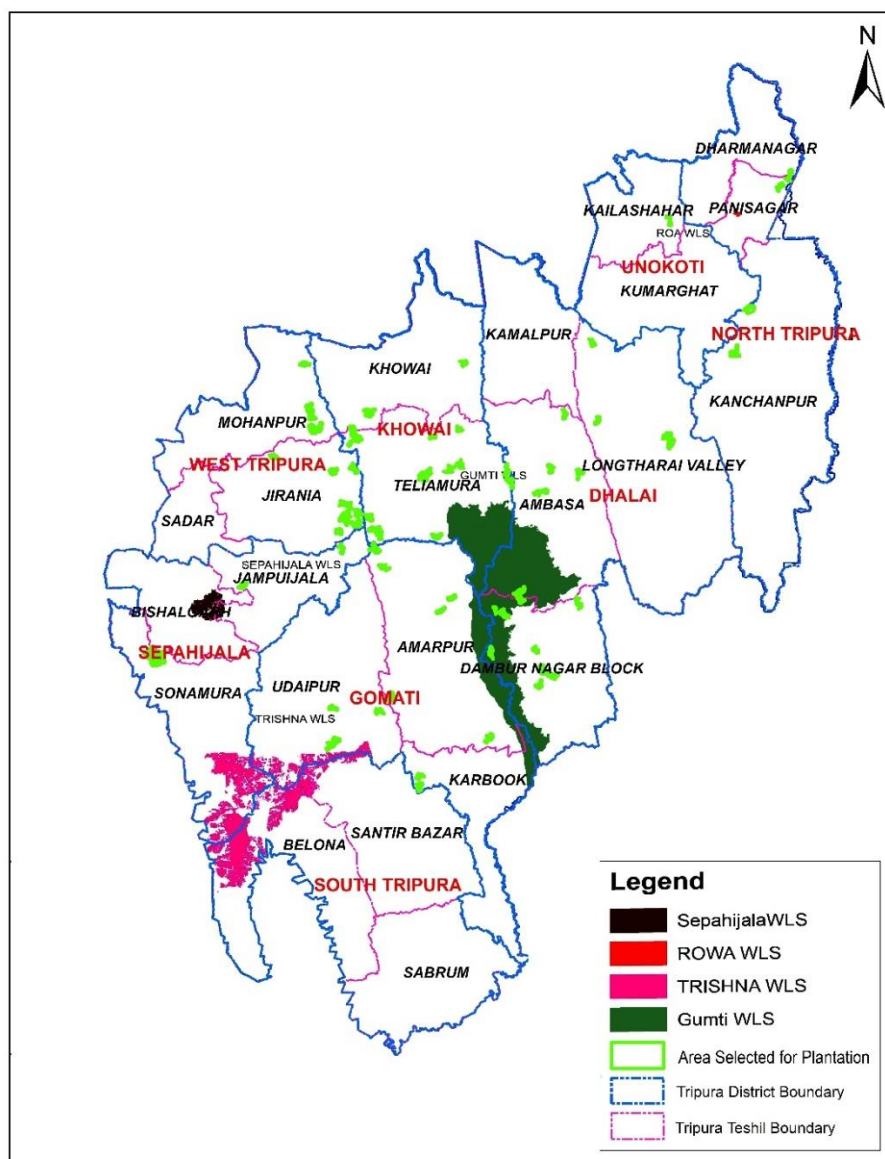 N
DHARMANAGAR
KAILASHAHAR
PANISAGAR
ROA WLS
UNOKOTI
KUMARGHAT
KAMALPUR
NORTH TRIPURA
KHOWAI
KANCHANPUR
MOHANPUR
KHOWAI
WEST TRIPURA
LONGTHARAI VALLEY
GUMTI WLS
TELIAMURA
JIRANIA
DHALAI
AMBASA
SADAR
SEPAHIJALA WLS
JAMPUIJALA
AMARPUR
SEPAHIJALA
DAMBUR NAGAR BLOCK
UDAIPUR
SONAMURA
GOMATI
TRISHNA WLS
KARBOOK
SANTIR BAZAR
BELONA
SOUTH TRIPURA
SABRUM
Legend
SepahijalaWLS
ROWA WLS
TRISHNA WLS
Gumti WLS
Area Selected for Plantation
Tripura District Boundary
Tripura Teshil Boundary